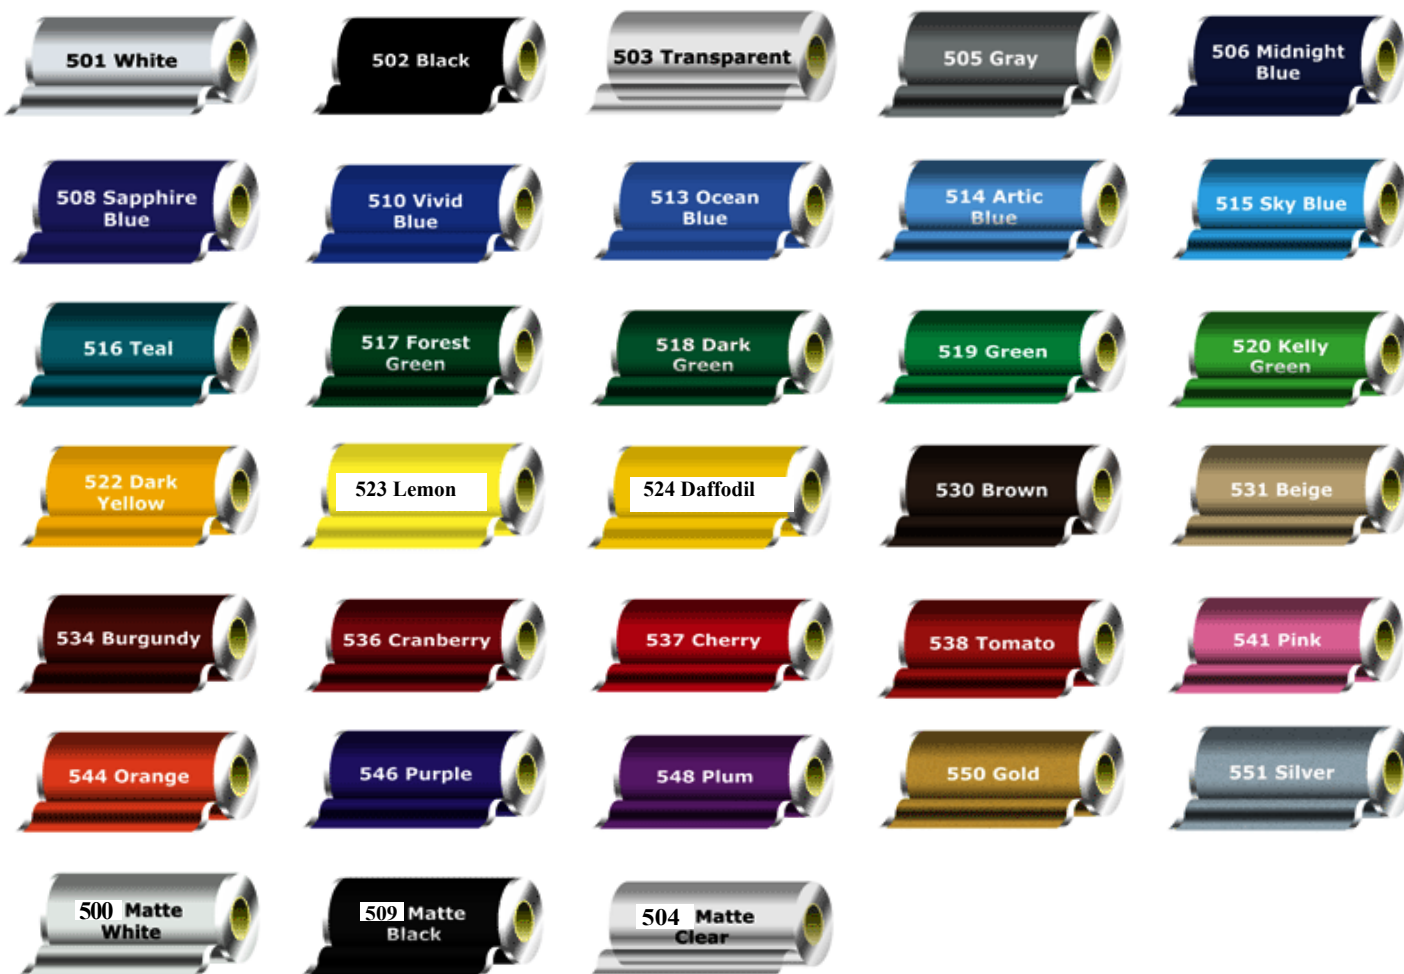 501 White
502 Black
503 Transparent
505 Gray
506 Midnight
Blue
508 Sapphire
Blue
510 Vivid
Blue
513 Ocean
Blue
514 Artic
Blue
515 Sky Blue
516 Teal
517 Forest
Green
518 Dark
Green
519 Green
520 Kelly
Green
522 Dark
Yellow
523 Lemon
524 Daffodil
530 Brown
531 Beige
534 Burgundy
536 Cranberry
537 Cherry
538 Tomato
541 Pink
544 Orange
546 Purple
548 Plum
550 Gold
551 Silver
500 Matte
White
509 Matte
Black
504 Matte
Clear